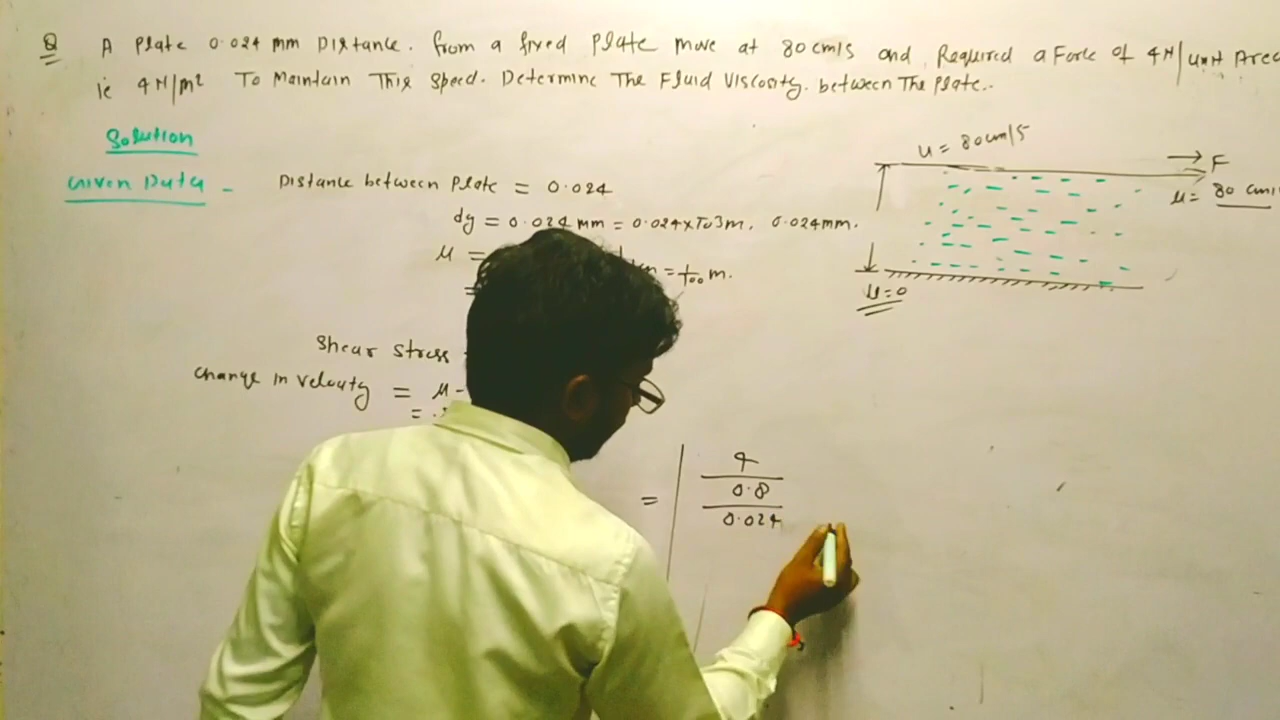 Q A Plate 0.024 mm Distance. from a fixed Plate move at 80 cm/s and Required a Force of 4N/unit Area
ie 4N/m² To Maintain This Speed. Determine The Fluid Viscosity. between The Plate..
Solution
Given Data - Distance between Plate = 0.024
dy = 0.024 mm = 0.024x10-3m, 0.024mm.
u = = 1/100 m.
=
Shear stress
Change in velocity = u -
= .
= 4
0.8
0.024
u = 80cm/s
F
u = 80 cm/
u = 0